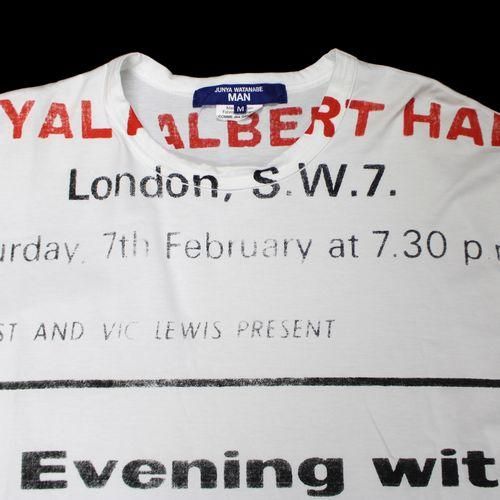 JUNYA WATANABE
MAN
M
YAL ALBERT HA
London, S.W.7.
urday, 7th February at 7.30 p.m
ST AND VIC LEWIS PRESENT
Evening wit